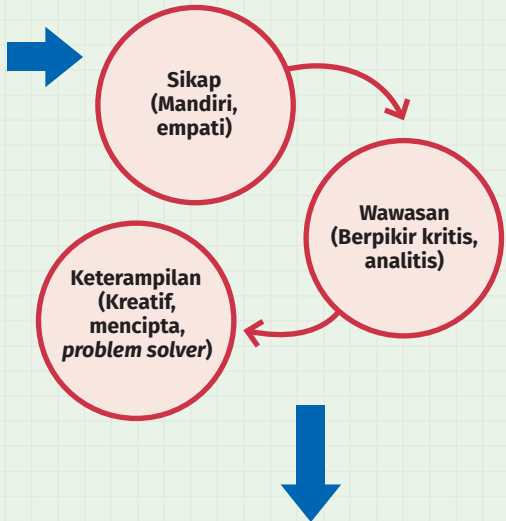 Sikap
(Mandiri,
empati)
Wawasan
(Berpikir kritis,
analitis)
Keterampilan
(Kreatif,
mencipta,
problem solver)